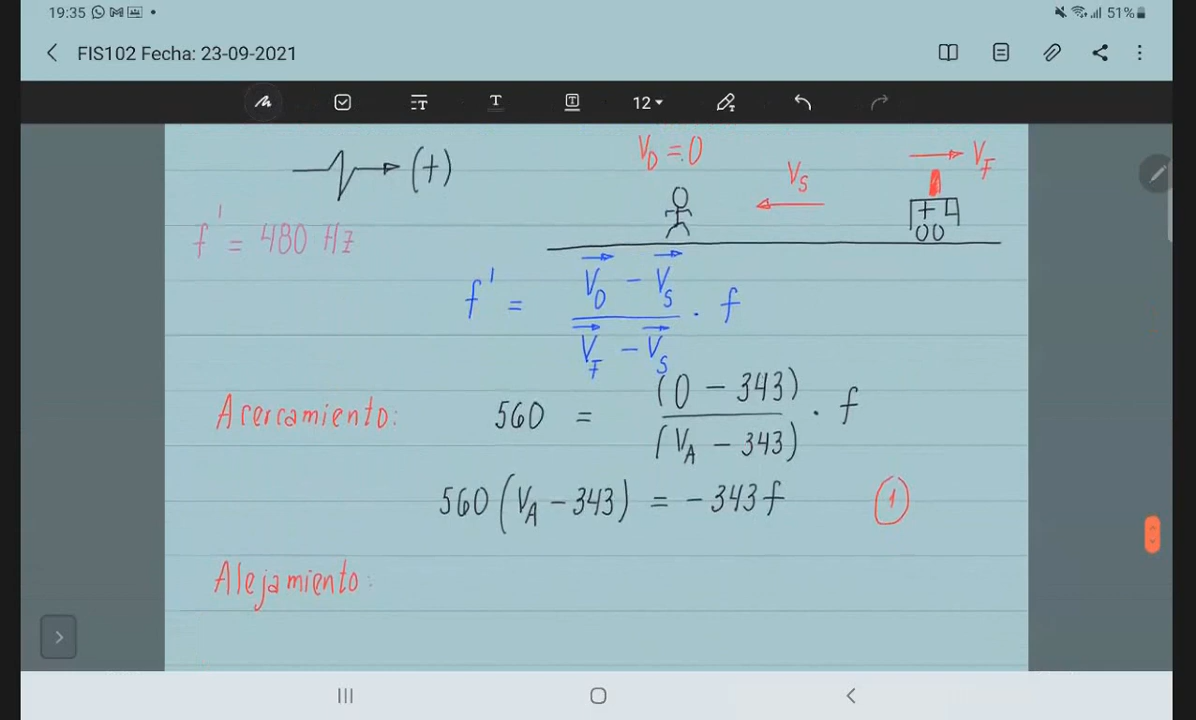 19:35 51%
FIS102 Fecha: 23-09-2021
12
(+) V_D = 0 V_S V_F
f' = 480 Hz
f' = (V_D − V_S) / (V_F − V_S) · f
Acercamiento: 560 = (0 − 343) / (V_A − 343) · f
560 (V_A − 343) = − 343 f 1
Alejamiento: